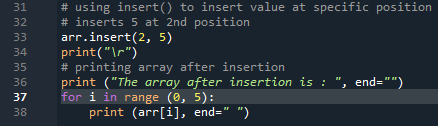 31 # using insert() to insert value at specific position
32 # inserts 5 at 2nd position
33 arr.insert(2, 5)
34 print("\r")
35 # printing array after insertion
36 print ("The array after insertion is : ", end="")
37 for i in range (0, 5):
38     print (arr[i], end=" ")